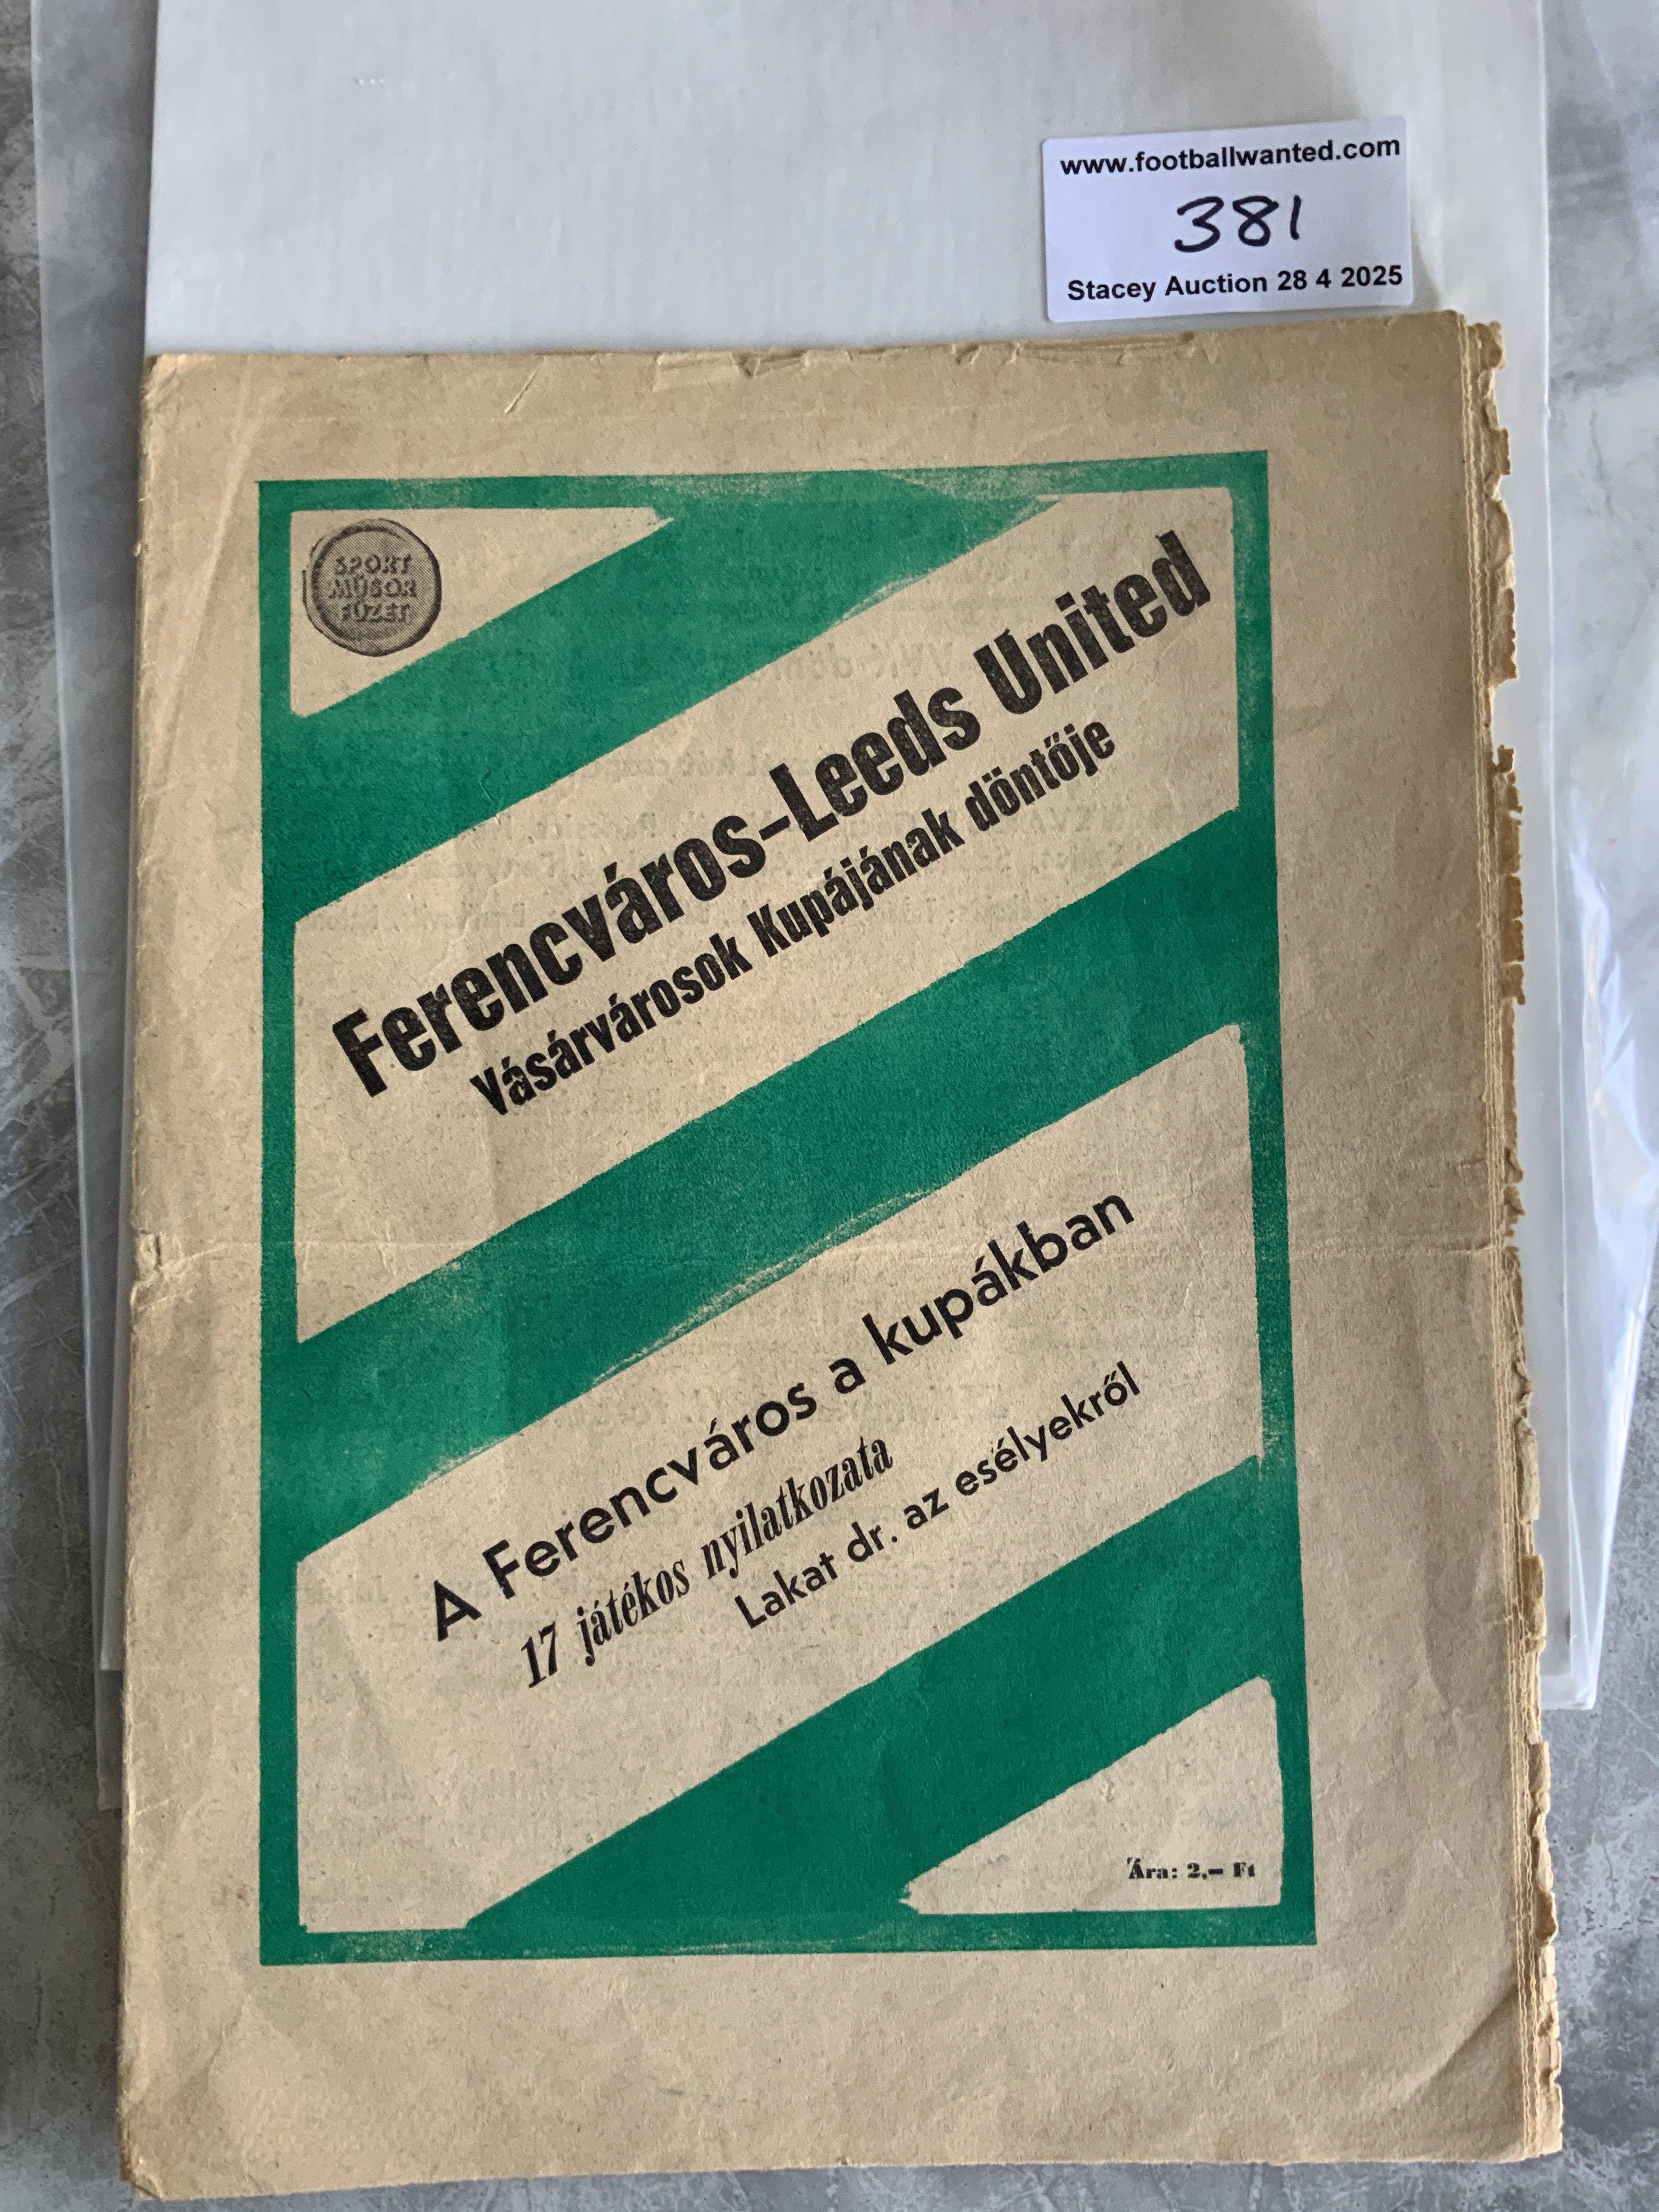 www.footballwanted.com
381
Stacey Auction 28 4 2025
SPORT
MŰSOR
FÜZET
Ferencváros-Leeds United
Vásárvárosok Kupájának döntője
A Ferencváros a kupákban
17 játékos nyilatkozata
Lakat dr. az esélyekről
Ára: 2,– Ft